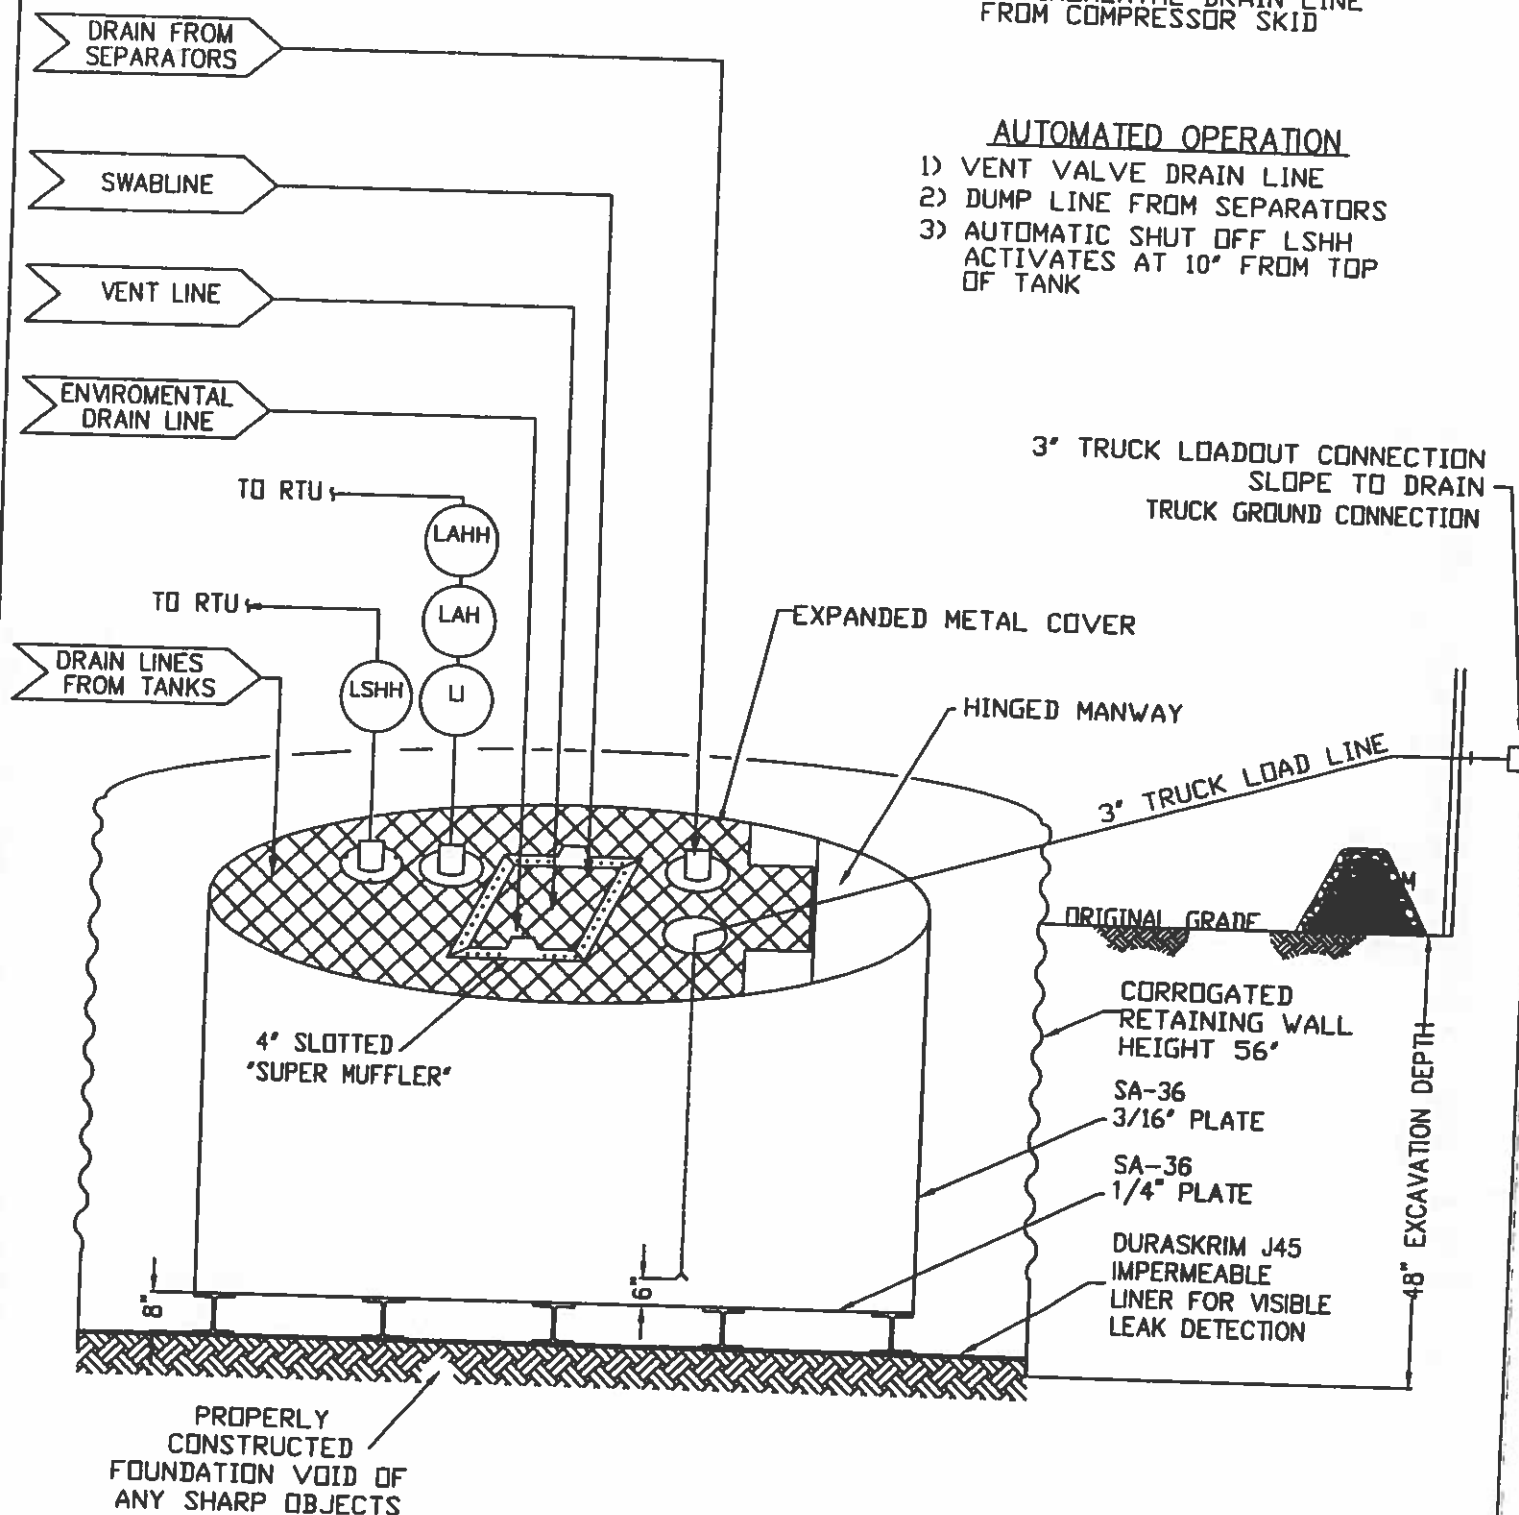 DRAIN LINE
FROM COMPRESSOR SKID
DRAIN FROM
SEPARATORS
AUTOMATED OPERATION
1) VENT VALVE DRAIN LINE
2) DUMP LINE FROM SEPARATORS
3) AUTOMATIC SHUT OFF LSHH
ACTIVATES AT 10" FROM TOP
OF TANK
SWABLINE
VENT LINE
ENVIROMENTAL
DRAIN LINE
3" TRUCK LOADOUT CONNECTION
SLOPE TO DRAIN
TRUCK GROUND CONNECTION
TO RTU
LAHH
LAH
LI
TO RTU
LSHH
DRAIN LINES
FROM TANKS
EXPANDED METAL COVER
HINGED MANWAY
3" TRUCK LOAD LINE
ORIGINAL GRADE
4" SLOTTED
"SUPER MUFFLER"
CORROGATED
RETAINING WALL
HEIGHT 56"
SA-36
3/16" PLATE
SA-36
1/4" PLATE
DURASKRIM J45
IMPERMEABLE
LINER FOR VISIBLE
LEAK DETECTION
48" EXCAVATION DEPTH
8"
6"
PROPERLY
CONSTRUCTED
FOUNDATION VOID OF
ANY SHARP OBJECTS